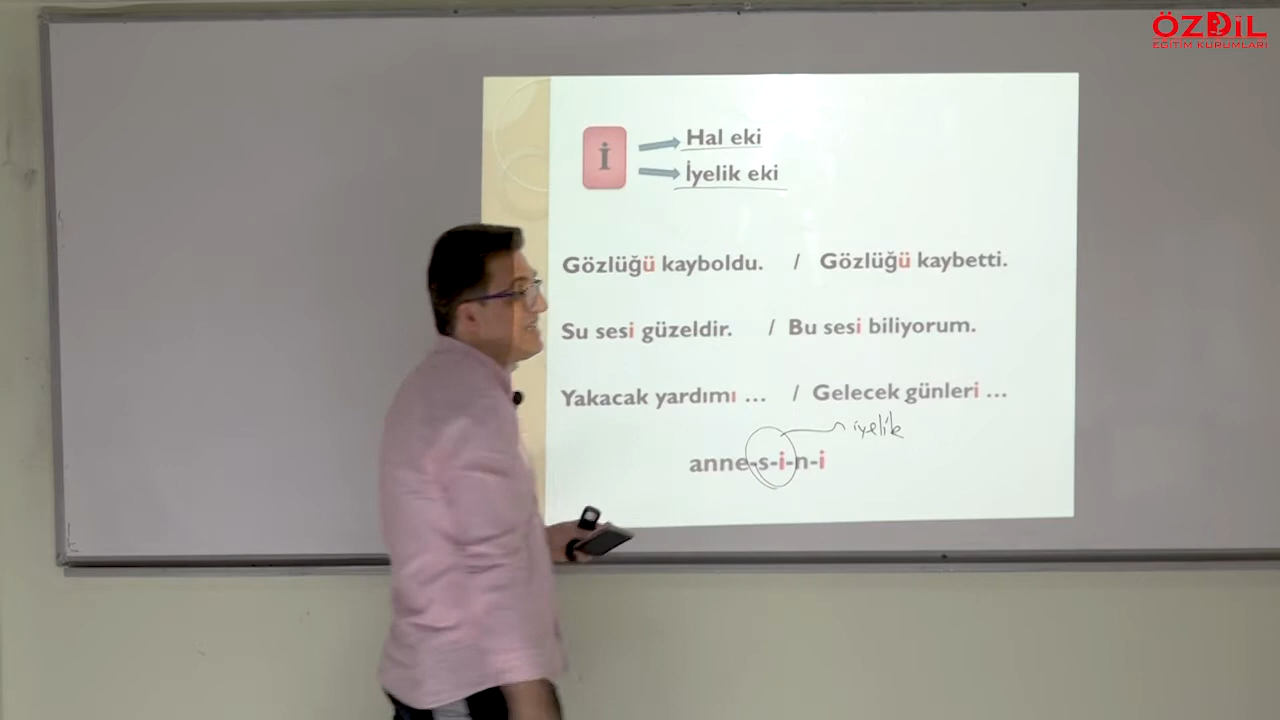 ÖZDİL
EĞİTİM KURUMLARI
İ
Hal eki
İyelik eki
Gözlüğü kayboldu. / Gözlüğü kaybetti.
Su sesi güzeldir. / Bu sesi biliyorum.
Yakacak yardımı ... / Gelecek günleri ...
iyelik
anne-s-i-n-i